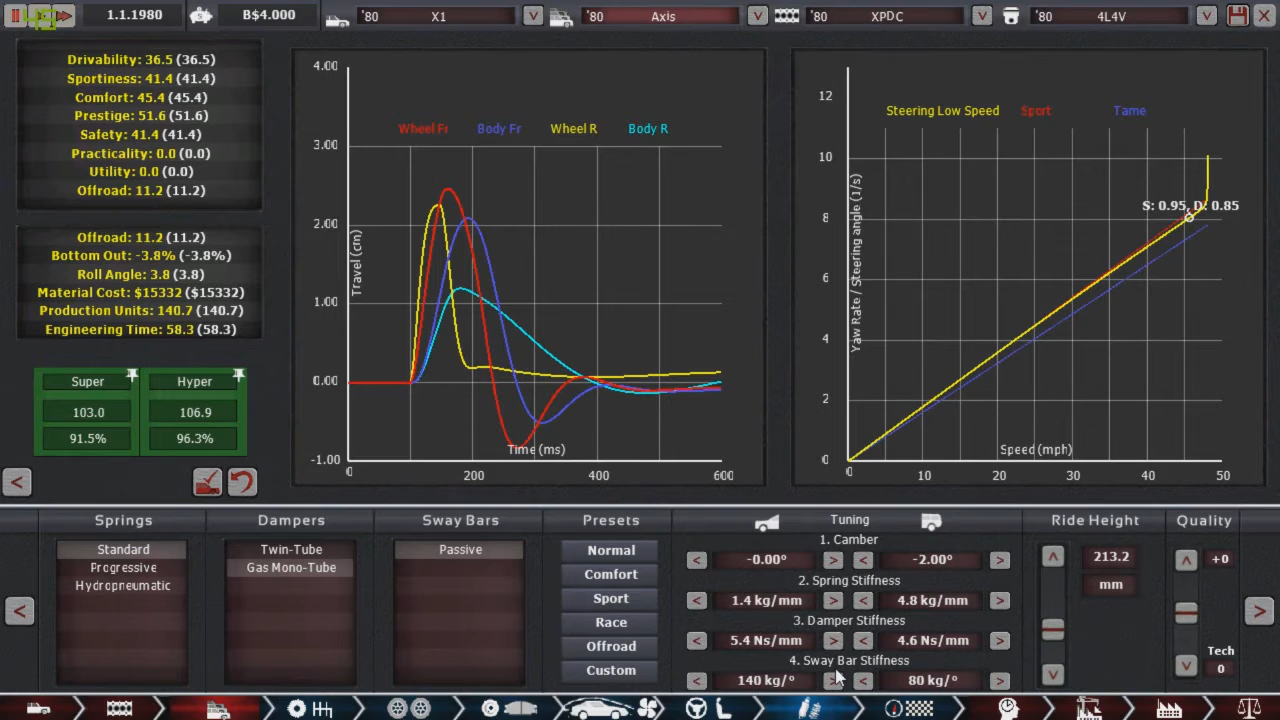 49
1.1.1980
B$4.000
'80 X1
'80 Axis
'80 XPDC
'80 4L4V
Drivability: 36.5 (36.5)
Sportiness: 41.4 (41.4)
Comfort: 45.4 (45.4)
Prestige: 51.6 (51.6)
Safety: 41.4 (41.4)
Practicality: 0.0 (0.0)
Utility: 0.0 (0.0)
Offroad: 11.2 (11.2)
Offroad: 11.2 (11.2)
Bottom Out: -3.8% (-3.8%)
Roll Angle: 3.8 (3.8)
Material Cost: $15332 ($15332)
Production Units: 140.7 (140.7)
Engineering Time: 58.3 (58.3)
Super Hyper
103.0 106.9
91.5% 96.3%
4.00
3.00
2.00
1.00
0.00
-1.00
Wheel Fr Body Fr Wheel R Body R
Travel (cm)
Time (ms)
0 200 400 600
12
10
8
6
4
2
0
Steering Low Speed Sport Tame
S: 0.95, D: 0.85
Yaw Rate / Steering angle (1/s)
Speed (mph)
0 10 20 30 40 50
Springs
Standard
Progressive
Hydropneumatic
Dampers
Twin-Tube
Gas Mono-Tube
Sway Bars
Passive
Presets
Normal
Comfort
Sport
Race
Offroad
Custom
Tuning
1. Camber
-0.00° -2.00°
2. Spring Stiffness
1.4 kg/mm 4.8 kg/mm
3. Damper Stiffness
5.4 Ns/mm 4.6 Ns/mm
4. Sway Bar Stiffness
140 kg/° 80 kg/°
Ride Height
213.2
mm
Quality
+0
Tech
0